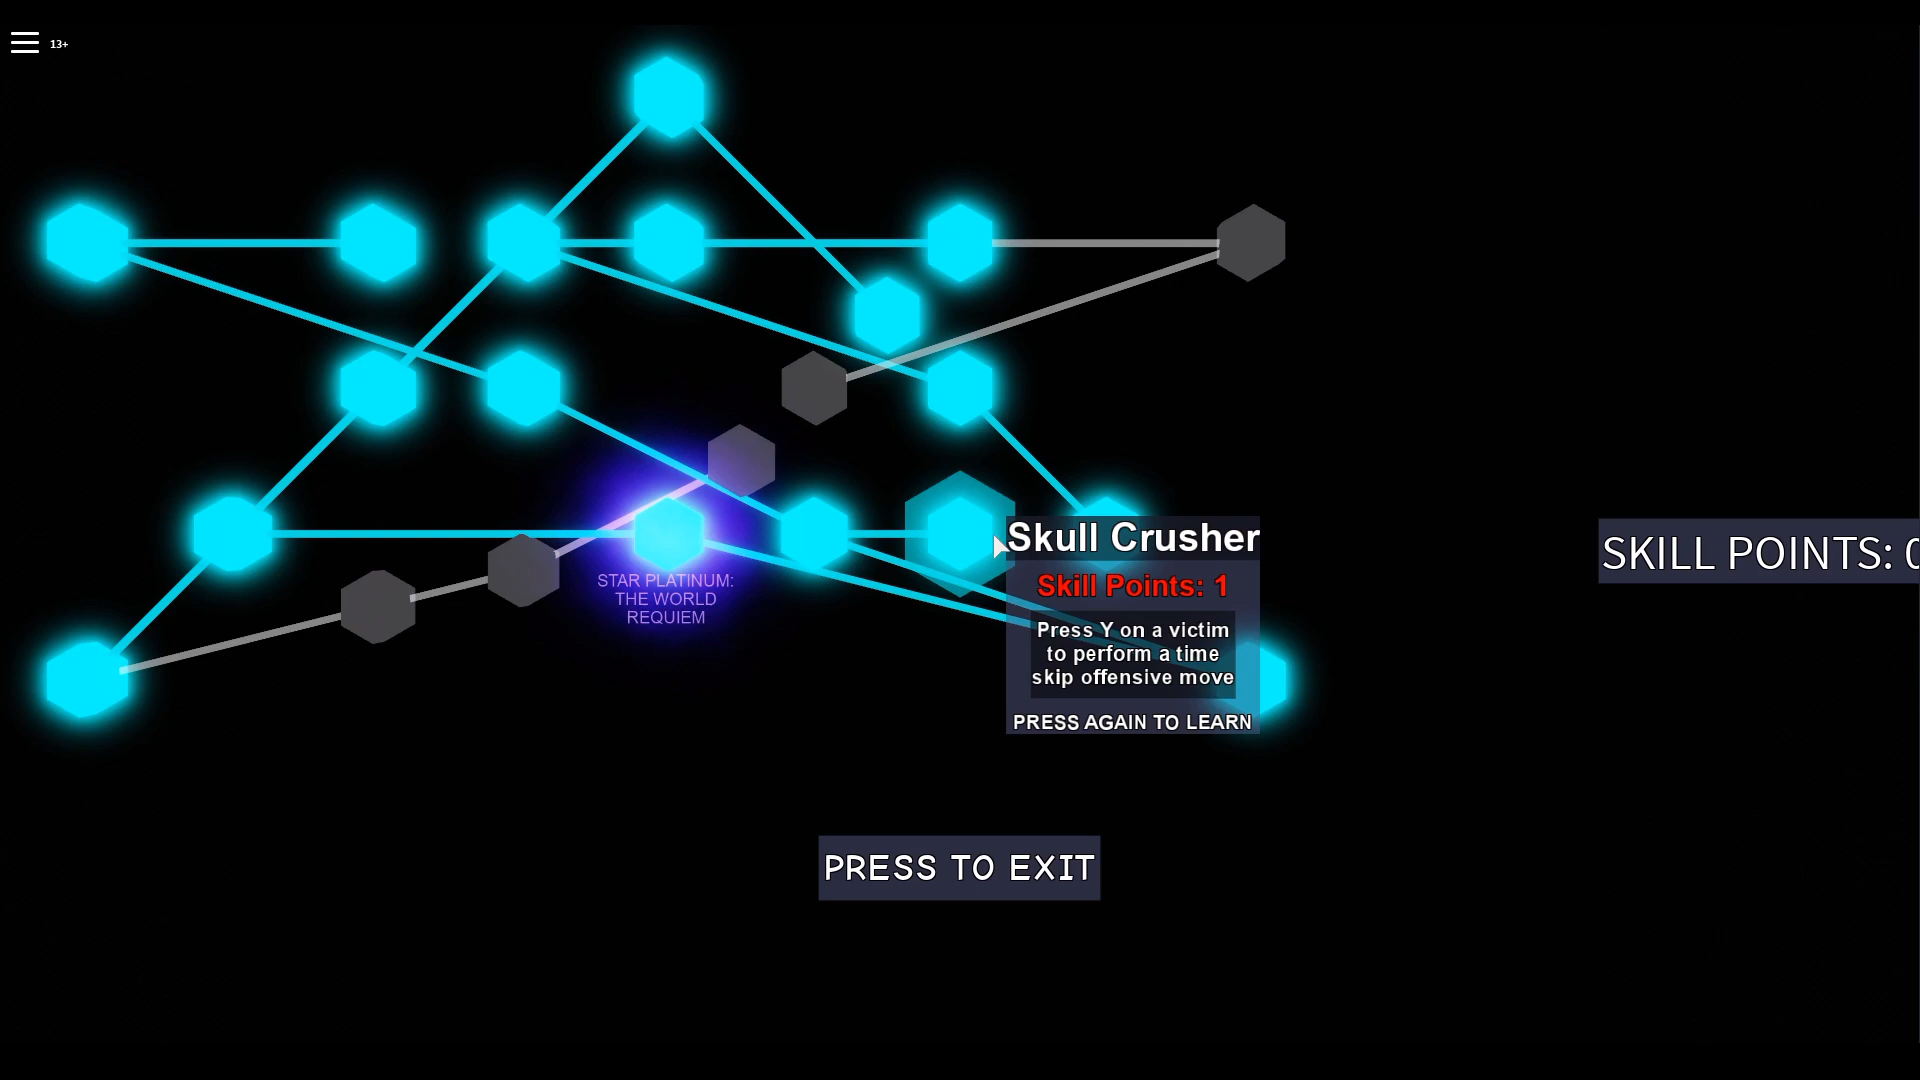 13+
Skull Crusher
Skill Points: 1
Press Y on a victim
to perform a time
skip offensive move
PRESS AGAIN TO LEARN
STAR PLATINUM:
THE WORLD
REQUIEM
SKILL POINTS: 0
PRESS TO EXIT